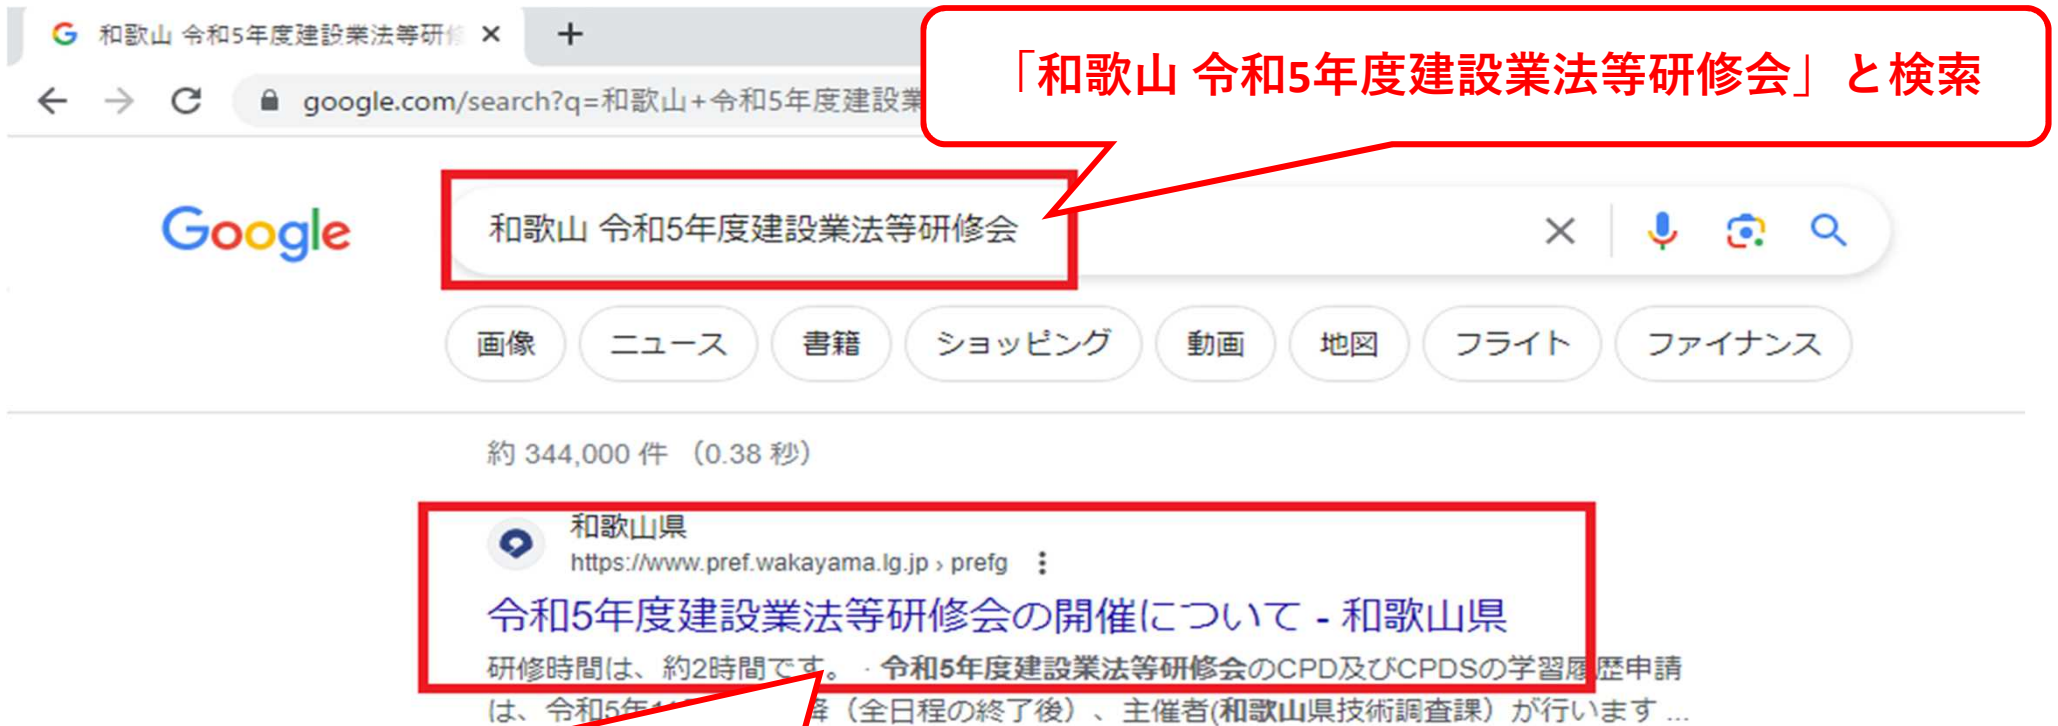 和歌山 令和5年度建設業法等研
「和歌山 令和5年度建設業法等研修会」と検索
google.com/search?q=和歌山+令和5年度建設業
Google
和歌山 令和5年度建設業法等研修会
画像 ニュース 書籍 ショッピング 動画 地図 フライト ファイナンス
約 344,000 件 （0.38 秒）
和歌山県
https://www.pref.wakayama.lg.jp › prefg
令和5年度建設業法等研修会の開催について - 和歌山県
研修時間は、約2時間です。 · 令和5年度建設業法等研修会のCPD及びCPDSの学習履歴申請
は、令和5年 降（全日程の終了後）、主催者(和歌山県技術調査課）が行います ...